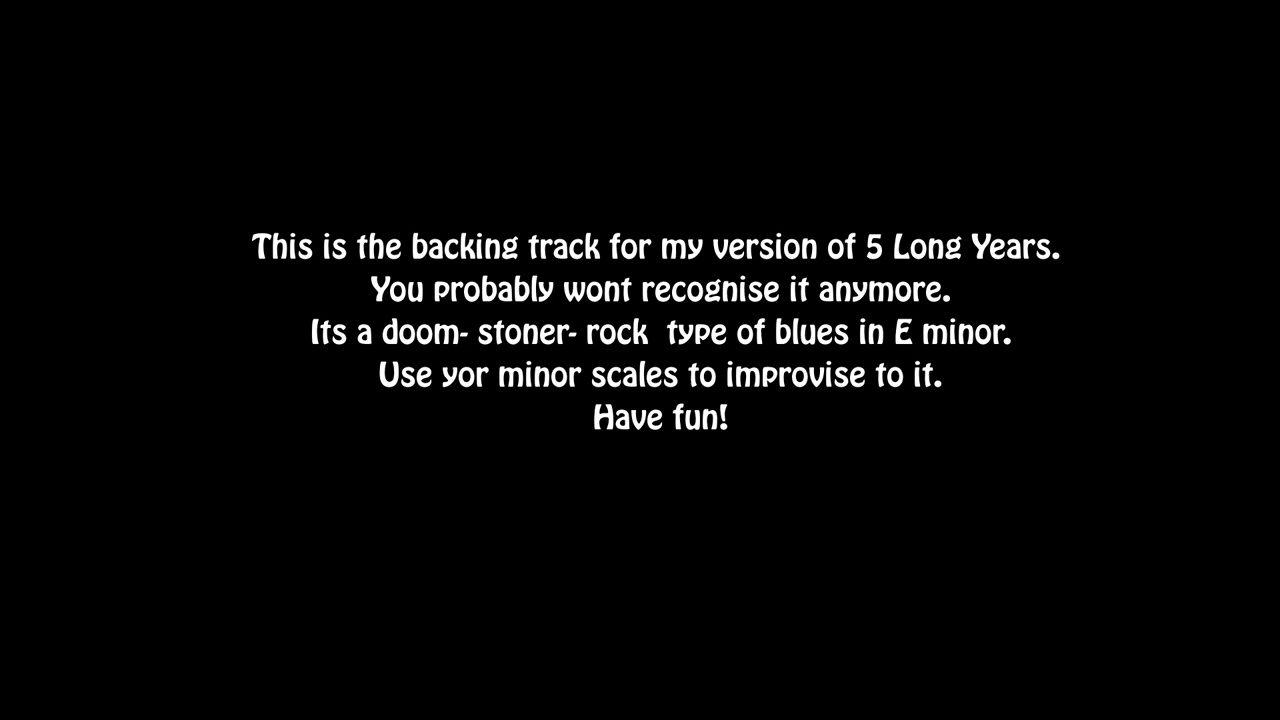 This is the backing track for my version of 5 Long Years.
You probably wont recognise it anymore.
Its a doom- stoner- rock  type of blues in E minor.
Use yor minor scales to improvise to it.
Have fun!